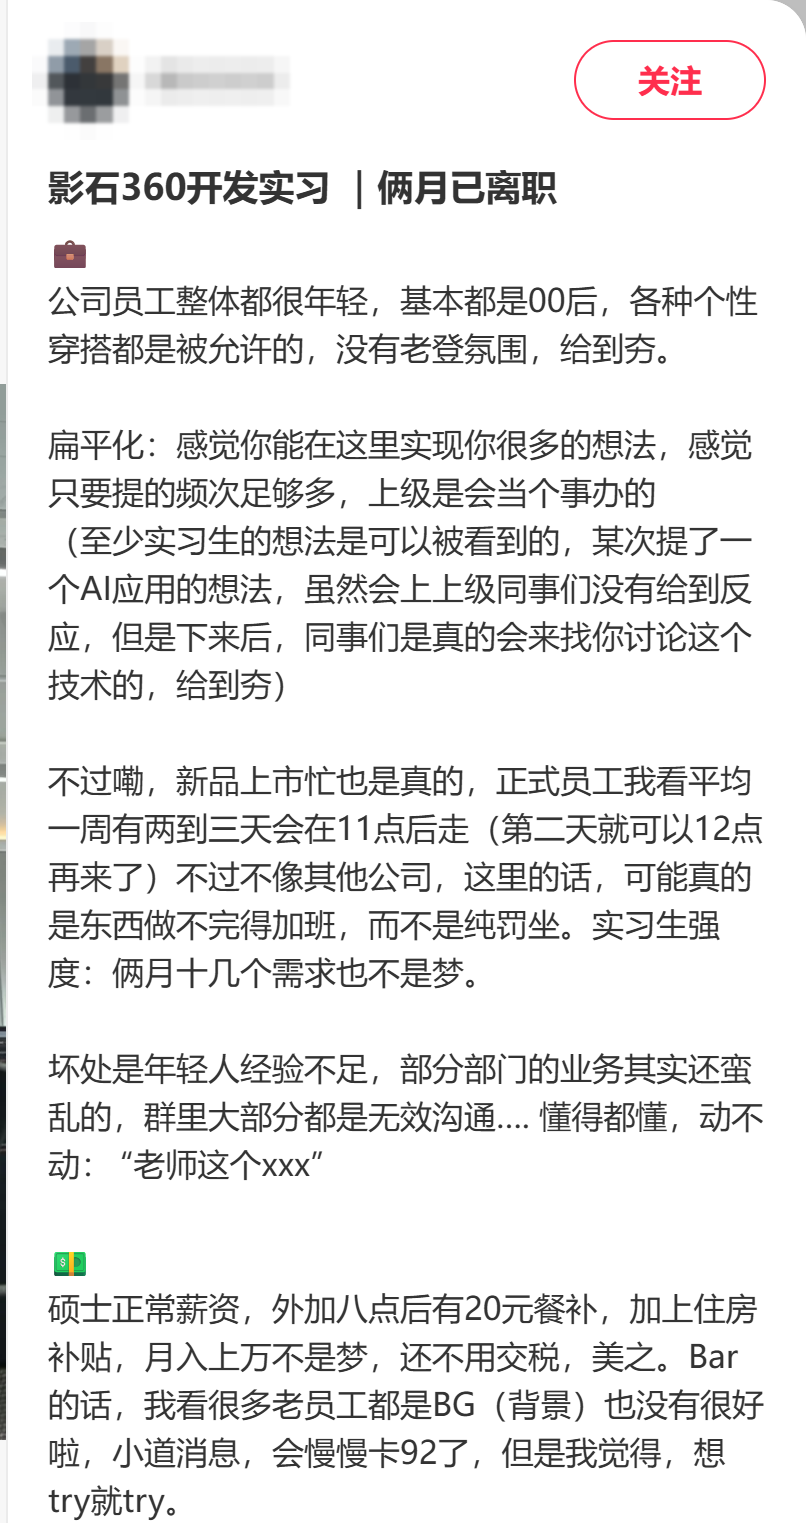 关注
影石360开发实习 ｜俩月已离职
公司员工整体都很年轻，基本都是00后，各种个性
穿搭都是被允许的，没有老登氛围，给到夯。
扁平化：感觉你能在这里实现你很多的想法，感觉
只要提的频次足够多，上级是会当个事办的
（至少实习生的想法是可以被看到的，某次提了一
个AI应用的想法，虽然会上上级同事们没有给到反
应，但是下来后，同事们是真的会来找你讨论这个
技术的，给到夯）
不过嘞，新品上市忙也是真的，正式员工我看平均
一周有两到三天会在11点后走（第二天就可以12点
再来了）不过不像其他公司，这里的话，可能真的
是东西做不完得加班，而不是纯罚坐。实习生强
度：俩月十几个需求也不是梦。
坏处是年轻人经验不足，部分部门的业务其实还蛮
乱的，群里大部分都是无效沟通.... 懂得都懂，动不
动：“老师这个xxx”
硕士正常薪资，外加八点后有20元餐补，加上住房
补贴，月入上万不是梦，还不用交税，美之。Bar
的话，我看很多老员工都是BG（背景）也没有很好
啦，小道消息，会慢慢卡92了，但是我觉得，想
try就try。